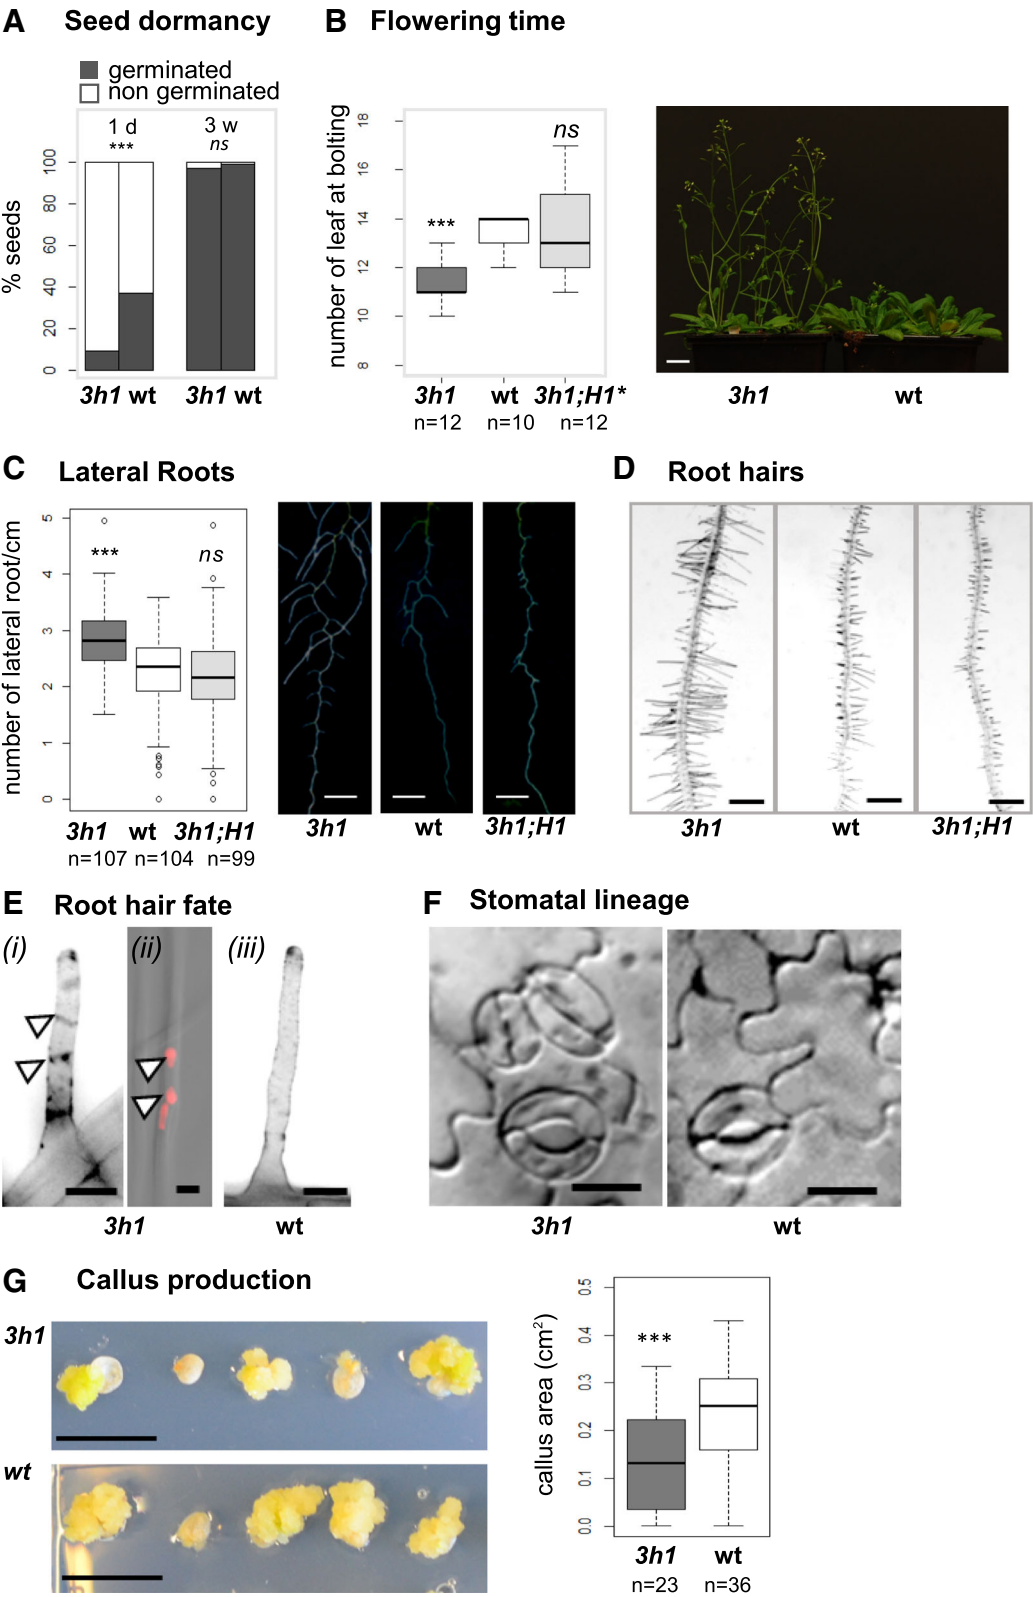 A Seed dormancy
germinated
non germinated
1 d
3 w
***
ns
% seeds
0
20
40
60
80
100
3h1 wt 3h1 wt
B Flowering time
number of leaf at bolting
18
16
14
12
10
8
***
ns
3h1 wt 3h1;H1*
n=12 n=10 n=12
3h1 wt
C Lateral Roots
number of lateral root/cm
5
4
3
2
1
0
***
ns
3h1 wt 3h1;H1
n=107 n=104 n=99
3h1 wt 3h1;H1
D Root hairs
3h1 wt 3h1;H1
E Root hair fate
(i) (ii) (iii)
3h1 wt
F Stomatal lineage
3h1 wt
G Callus production
3h1
wt
callus area (cm²)
0.5
0.4
0.3
0.2
0.1
0.0
***
3h1 wt
n=23 n=36